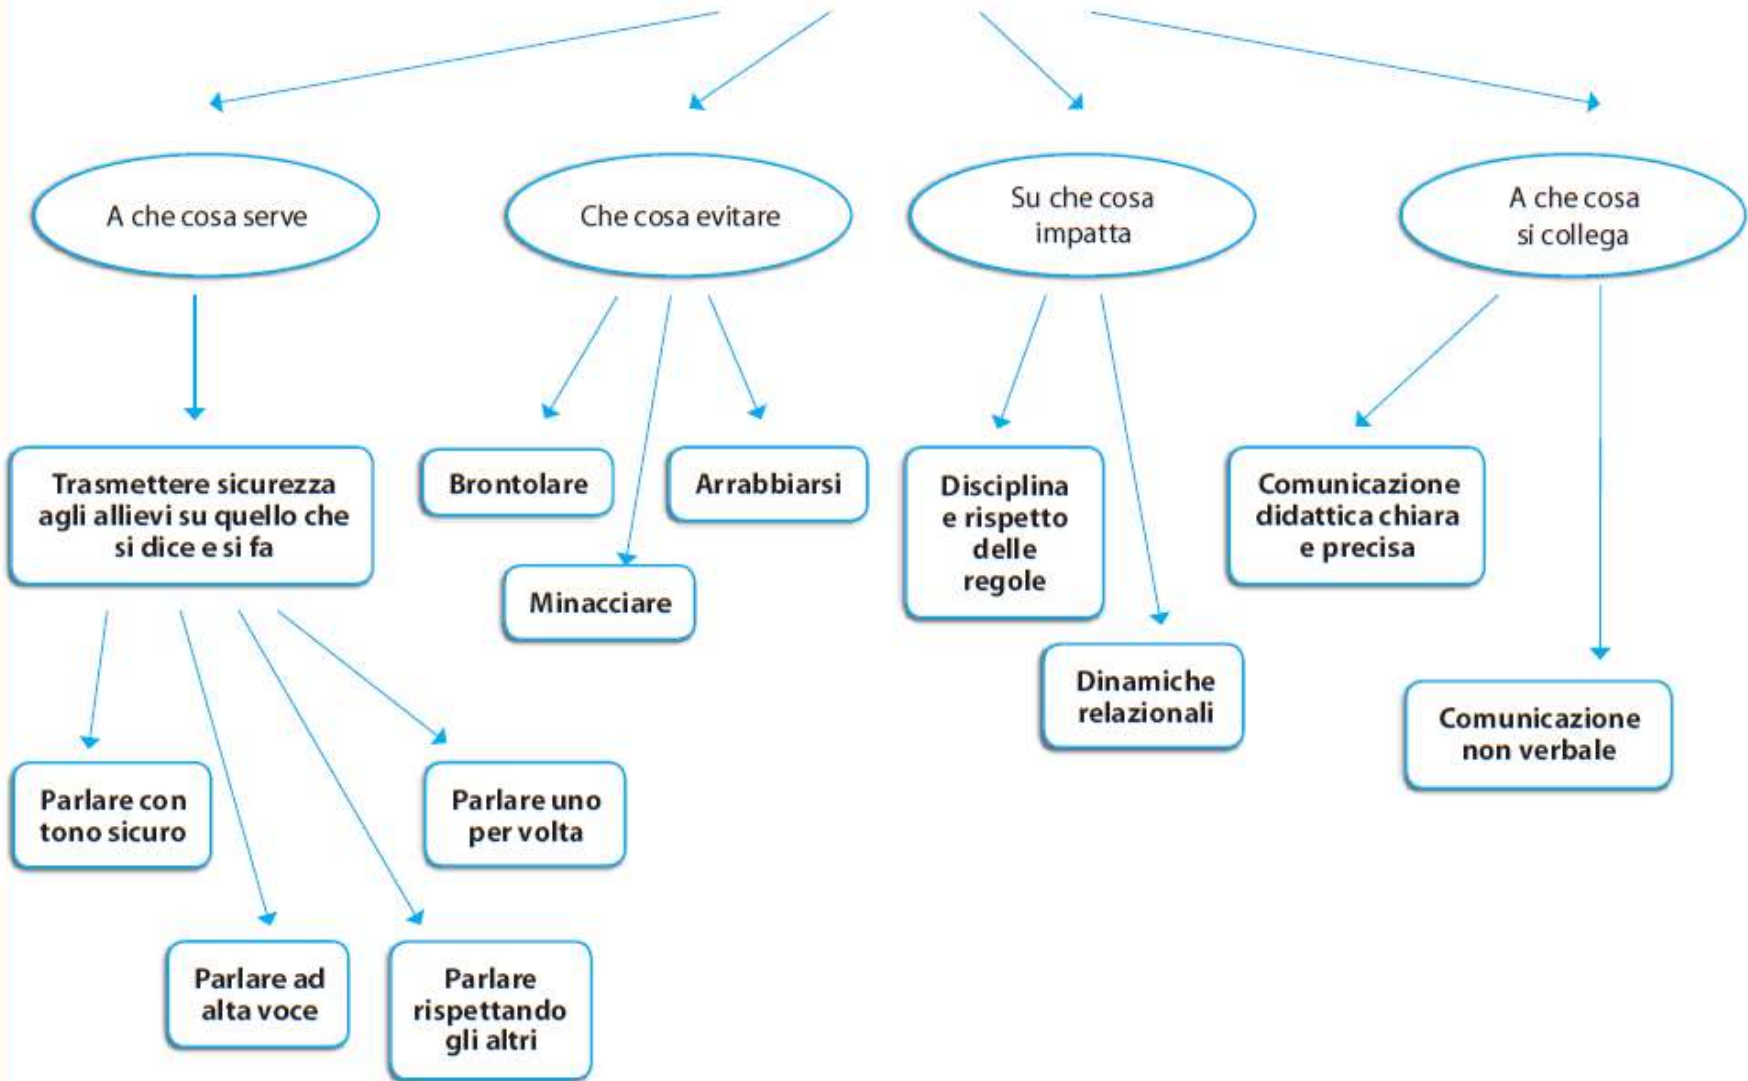 A che cosa serve
Che cosa evitare
Su che cosa
impatta
A che cosa
si collega
Trasmettere sicurezza
agli allievi su quello che
si dice e si fa
Brontolare
Arrabbiarsi
Minacciare
Disciplina
e rispetto
delle
regole
Dinamiche
relazionali
Comunicazione
didattica chiara
e precisa
Comunicazione
non verbale
Parlare con
tono sicuro
Parlare uno
per volta
Parlare ad
alta voce
Parlare
rispettando
gli altri